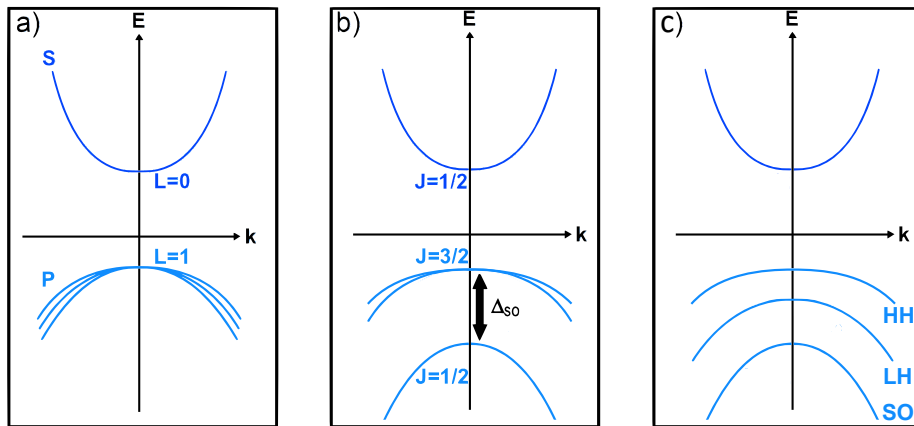 a)
E
S
L=0
k
L=1
P
b)
E
J=1/2
k
J=3/2
Δso
J=1/2
c)
E
k
HH
LH
SO